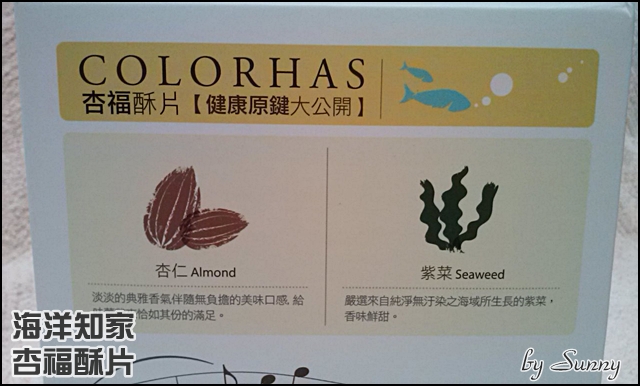 COLORHAS
杏福酥片【健康原鍵大公開】
杏仁 Almond
淡淡的典雅香氣伴隨無負擔的美味口感, 給
恰如其份的滿足。
紫菜 Seaweed
嚴選來自純淨無汙染之海域所生長的紫菜，
香味鮮甜。
海洋知家
杏福酥片
by Sunny